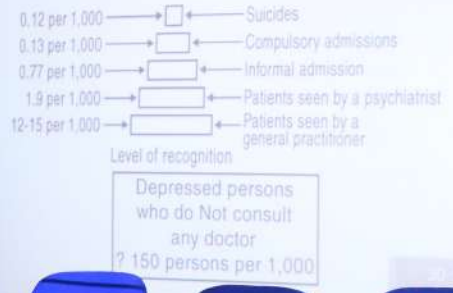 0.12 per 1,000 Suicides
0.13 per 1,000 Compulsory admissions
0.77 per 1,000 Informal admission
1.9 per 1,000 Patients seen by a psychiatrist
12-15 per 1,000 Patients seen by a
general practitioner
Level of recognition
Depressed persons
who do Not consult
any doctor
? 150 persons per 1,000
30